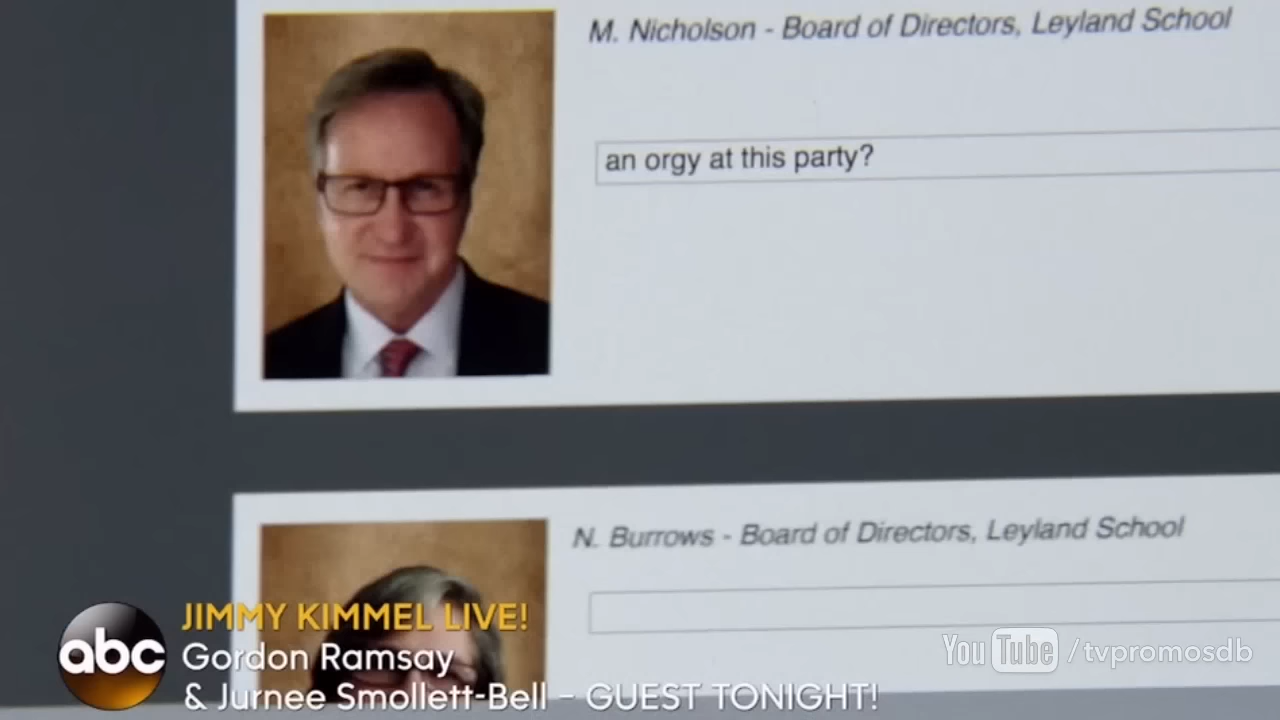 M. Nicholson - Board of Directors, Leyland School
an orgy at this party?
N. Burrows - Board of Directors, Leyland School
abc
JIMMY KIMMEL LIVE!
Gordon Ramsay
& Jurnee Smollett-Bell – GUEST TONIGHT!
YouTube /tvpromosdb